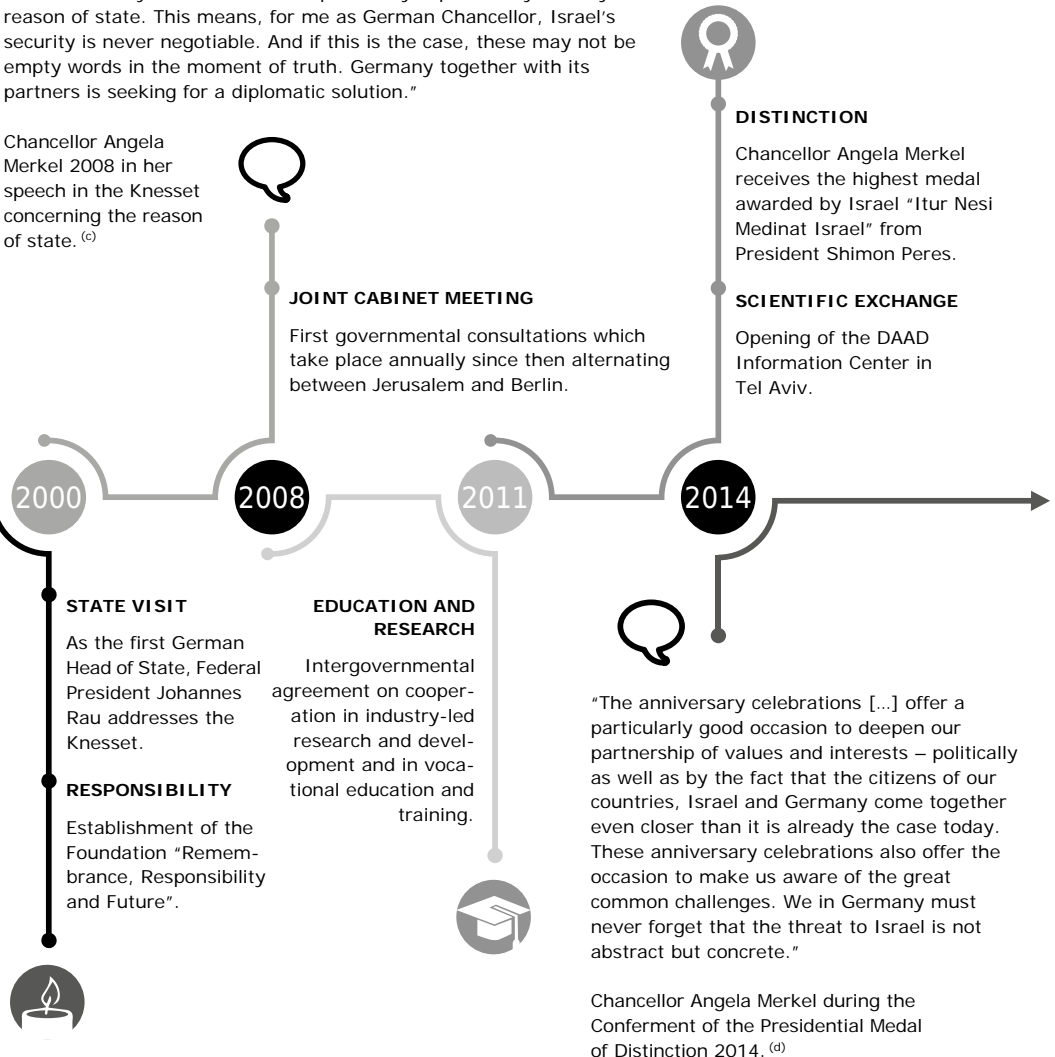 reason of state. This means, for me as German Chancellor, Israel's
security is never negotiable. And if this is the case, these may not be
empty words in the moment of truth. Germany together with its
partners is seeking for a diplomatic solution."
Chancellor Angela
Merkel 2008 in her
speech in the Knesset
concerning the reason
of state. (c)
JOINT CABINET MEETING
First governmental consultations which
take place annually since then alternating
between Jerusalem and Berlin.
DISTINCTION
Chancellor Angela Merkel
receives the highest medal
awarded by Israel "Itur Nesi
Medinat Israel" from
President Shimon Peres.
SCIENTIFIC EXCHANGE
Opening of the DAAD
Information Center in
Tel Aviv.
2000
2008
2011
2014
STATE VISIT
As the first German
Head of State, Federal
President Johannes
Rau addresses the
Knesset.
RESPONSIBILITY
Establishment of the
Foundation "Remem-
brance, Responsibility
and Future".
EDUCATION AND
RESEARCH
Intergovernmental
agreement on cooper-
ation in industry-led
research and devel-
opment and in voca-
tional education and
training.
"The anniversary celebrations [...] offer a
particularly good occasion to deepen our
partnership of values and interests – politically
as well as by the fact that the citizens of our
countries, Israel and Germany come together
even closer than it is already the case today.
These anniversary celebrations also offer the
occasion to make us aware of the great
common challenges. We in Germany must
never forget that the threat to Israel is not
abstract but concrete."
Chancellor Angela Merkel during the
Conferment of the Presidential Medal
of Distinction 2014. (d)